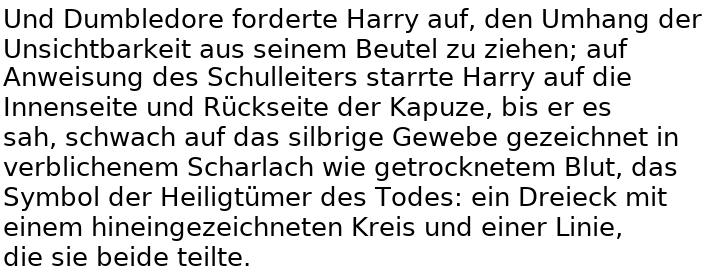 Und Dumbledore forderte Harry auf, den Umhang der
Unsichtbarkeit aus seinem Beutel zu ziehen; auf
Anweisung des Schulleiters starrte Harry auf die
Innenseite und Rückseite der Kapuze, bis er es
sah, schwach auf das silbrige Gewebe gezeichnet in
verblichenem Scharlach wie getrocknetem Blut, das
Symbol der Heiligtümer des Todes: ein Dreieck mit
einem hineingezeichneten Kreis und einer Linie,
die sie beide teilte.